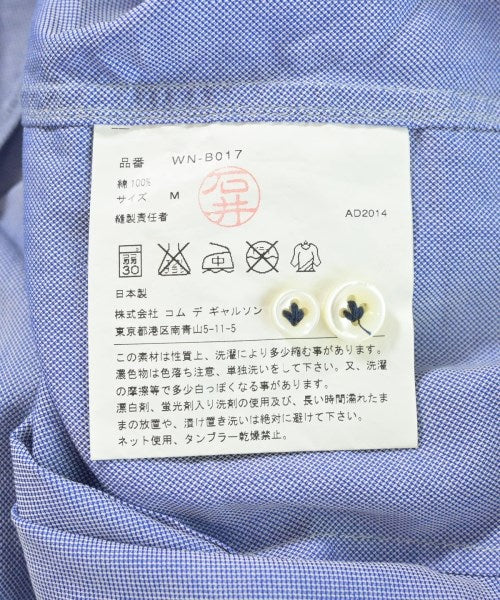 品番 WN-B017
綿 100%
サイズ M
縫製責任者
石井
AD2014
30
日本製
株式会社 コム デ ギャルソン
東京都港区南青山5-11-5
この素材は性質上、洗濯により多少縮む事があります。
濃色物は色落ち注意、単独洗いをして下さい。又、洗濯
の摩擦等で多少白っぽくなる事があります。
漂白剤、蛍光剤入り洗剤の使用及び、長い時間濡れたま
まの放置や、漬け置き洗いは絶対に避けて下さい。
ネット使用、タンブラー乾燥禁止。